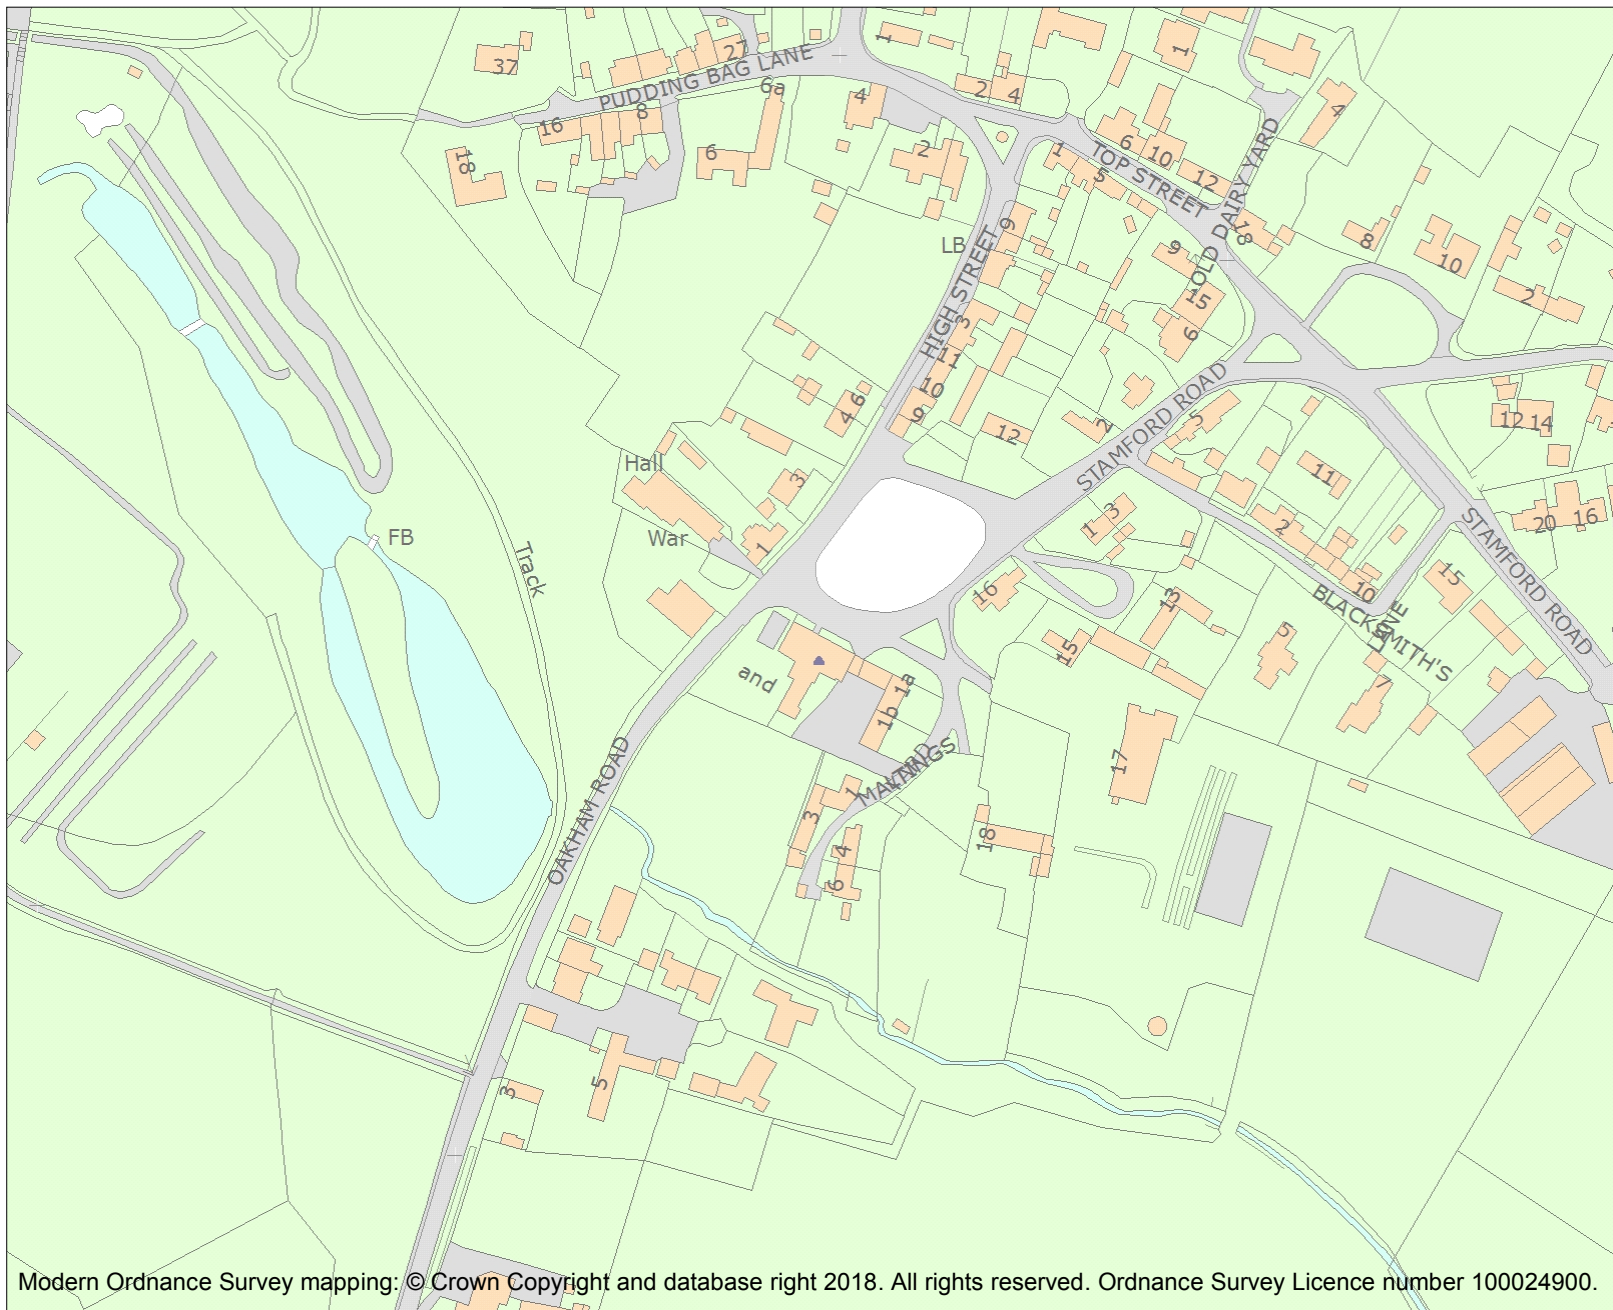 27
37
PUDDING BAG LANE
6a
16
8
18
6
4
2
1
2
4
1
4
6
10
12
TOP STREET
1
5
OLD DAIRY YARD
18
9
15
6
8
10
2
LB
9
HIGH STREET
3
11
10
9
12
2
4
6
STAMFORD ROAD
5
12
14
11
2
20
16
STAMFORD ROAD
Hall
3
War
1
FB
Track
1
3
16
10
BLACKSMITH'S
LANE
15
13
15
5
7
and
1a
1b
MALTINGS
YARD
1
3
4
6
17
18
OAKHAM ROAD
5
3
Modern Ordnance Survey mapping: © Crown Copyright and database right 2018. All rights reserved. Ordnance Survey Licence number 100024900.